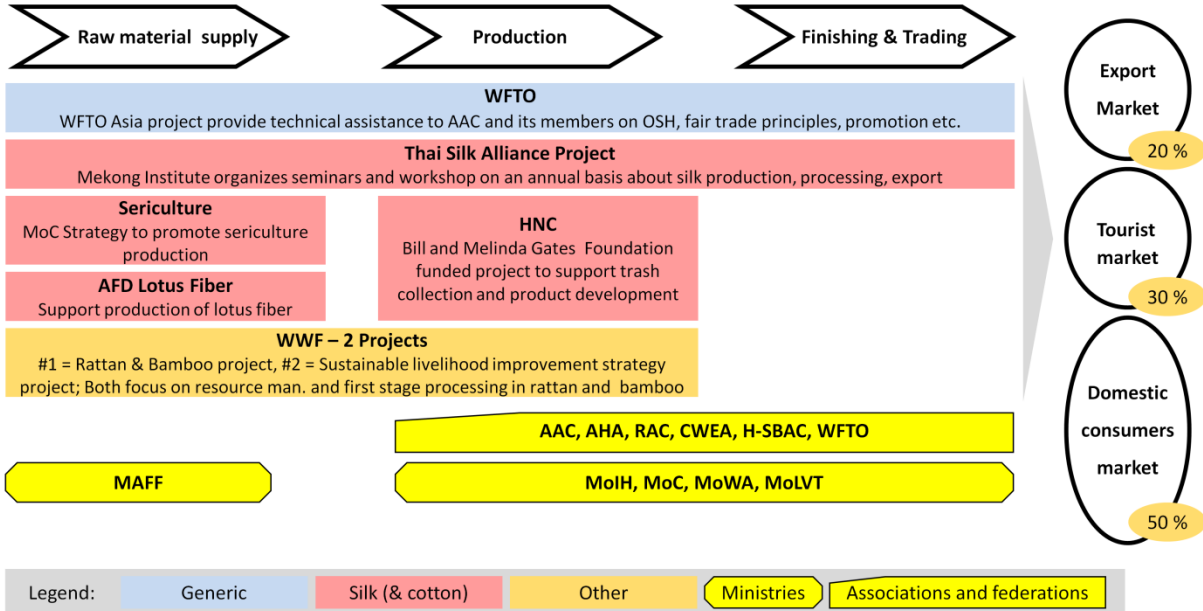 Raw material supply
Production
Finishing & Trading
WFTO
WFTO Asia project provide technical assistance to AAC and its members on OSH, fair trade principles, promotion etc.
Thai Silk Alliance Project
Mekong Institute organizes seminars and workshop on an annual basis about silk production, processing, export
Sericulture
MoC Strategy to promote sericulture
production
AFD Lotus Fiber
Support production of lotus fiber
HNC
Bill and Melinda Gates Foundation
funded project to support trash
collection and product development
WWF – 2 Projects
#1 = Rattan & Bamboo project, #2 = Sustainable livelihood improvement strategy
project; Both focus on resource man. and first stage processing in rattan and bamboo
AAC, AHA, RAC, CWEA, H-SBAC, WFTO
MAFF
MoIH, MoC, MoWA, MoLVT
Export
Market
20 %
Tourist
market
30 %
Domestic
consumers
market
50 %
Legend:
Generic
Silk (& cotton)
Other
Ministries
Associations and federations